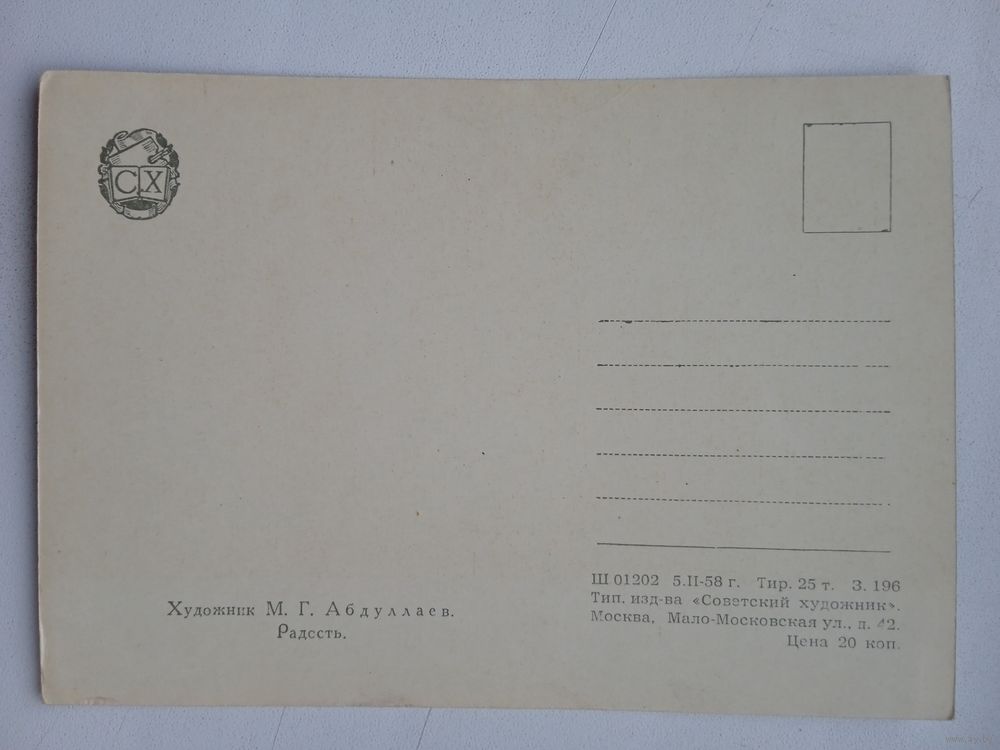 СХ
Художник М. Г. Абдуллаев.
Радость.
Ш 01202 5.II-58 г. Тир. 25 т. З. 196
Тип. изд-ва «Советский художник».
Москва, Мало-Московская ул., д. 42.
Цена 20 коп.